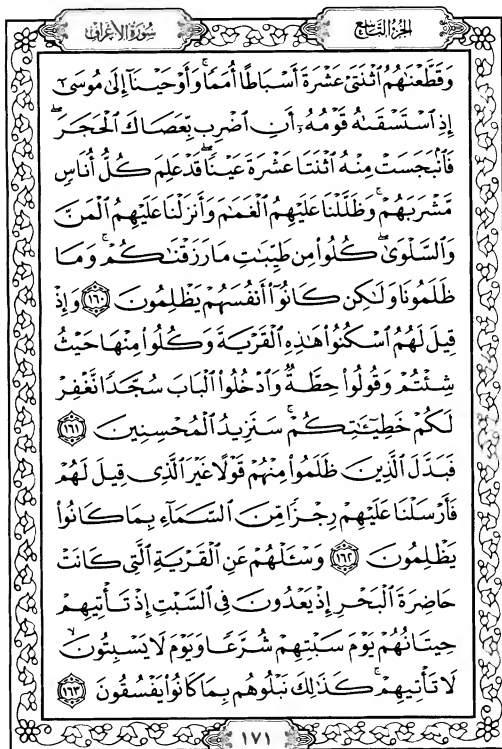 الجزء التاسع
سورة الأعراف
وَقَطَّعْنَٰهُمُ ٱثْنَتَىْ عَشْرَةَ أَسْبَاطًا أُمَمًا ۚ وَأَوْحَيْنَآ إِلَىٰ مُوسَىٰٓ
إِذِ ٱسْتَسْقَىٰهُ قَوْمُهُۥٓ أَنِ ٱضْرِب بِّعَصَاكَ ٱلْحَجَرَ ۖ
فَٱنۢبَجَسَتْ مِنْهُ ٱثْنَتَا عَشْرَةَ عَيْنًا ۖ قَدْ عَلِمَ كُلُّ أُنَاسٍ
مَّشْرَبَهُمْ ۚ وَظَلَّلْنَا عَلَيْهِمُ ٱلْغَمَٰمَ وَأَنزَلْنَا عَلَيْهِمُ ٱلْمَنَّ
وَٱلسَّلْوَىٰ ۖ كُلُوا۟ مِن طَيِّبَٰتِ مَا رَزَقْنَٰكُمْ ۚ وَمَا
ظَلَمُونَا وَلَٰكِن كَانُوٓا۟ أَنفُسَهُمْ يَظْلِمُونَ ١٦٠ وَإِذْ
قِيلَ لَهُمُ ٱسْكُنُوا۟ هَٰذِهِ ٱلْقَرْيَةَ وَكُلُوا۟ مِنْهَا حَيْثُ
شِئْتُمْ وَقُولُوا۟ حِطَّةٌ وَٱدْخُلُوا۟ ٱلْبَابَ سُجَّدًا نَّغْفِرْ
لَكُمْ خَطِيٓـَٰٔتِكُمْ ۚ سَنَزِيدُ ٱلْمُحْسِنِينَ ١٦١
فَبَدَّلَ ٱلَّذِينَ ظَلَمُوا۟ مِنْهُمْ قَوْلًا غَيْرَ ٱلَّذِى قِيلَ لَهُمْ
فَأَرْسَلْنَا عَلَيْهِمْ رِجْزًا مِّنَ ٱلسَّمَآءِ بِمَا كَانُوا۟
يَظْلِمُونَ ١٦٢ وَسْـَٔلْهُمْ عَنِ ٱلْقَرْيَةِ ٱلَّتِى كَانَتْ
حَاضِرَةَ ٱلْبَحْرِ إِذْ يَعْدُونَ فِى ٱلسَّبْتِ إِذْ تَأْتِيهِمْ
حِيتَانُهُمْ يَوْمَ سَبْتِهِمْ شُرَّعًا وَيَوْمَ لَا يَسْبِتُونَ ۙ
لَا تَأْتِيهِمْ ۚ كَذَٰلِكَ نَبْلُوهُم بِمَا كَانُوا۟ يَفْسُقُونَ ١٦٣
١٧١